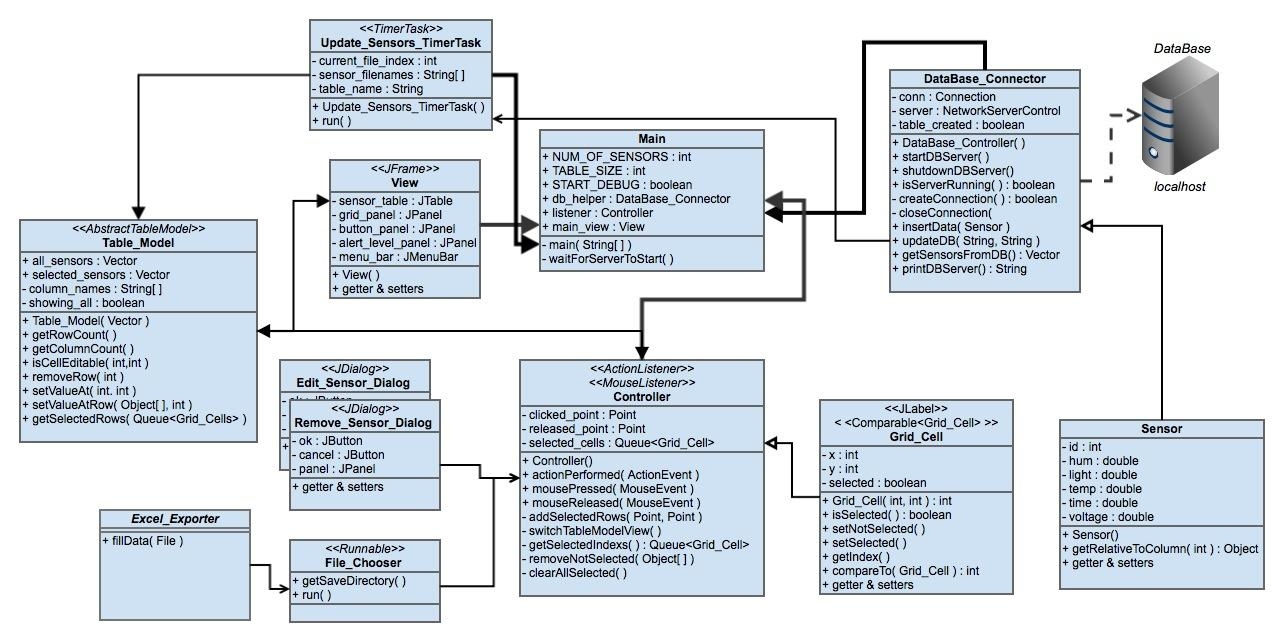 <<TimerTask>>
Update_Sensors_TimerTask
- current_file_index : int
- sensor_filenames : String[ ]
- table_name : String
+ Update_Sensors_TimerTask( )
+ run( )
DataBase_Connector
- conn : Connection
- server : NetworkServerControl
- table_created : boolean
+ DataBase_Controller( )
+ startDBServer( )
+ shutdownDBServer()
+ isServerRunning( ) : boolean
- createConnection( ) : boolean
- closeConnection(
+ insertData( Sensor )
+ updateDB( String, String )
+ getSensorsFromDB() : Vector
+ printDBServer() : String
DataBase
localhost
Main
+ NUM_OF_SENSORS : int
+ TABLE_SIZE : int
+ START_DEBUG : boolean
+ db_helper : DataBase_Connector
+ listener : Controller
+ main_view : View
- main( String[ ] )
- waitForServerToStart( )
<<JFrame>>
View
- sensor_table : JTable
- grid_panel : JPanel
- button_panel : JPanel
- alert_level_panel : JPanel
- menu_bar : JMenuBar
+ View( )
+ getter & setters
<<AbstractTableModel>>
Table_Model
+ all_sensors : Vector
+ selected_sensors : Vector
- column_names : String[ ]
- showing_all : boolean
+ Table_Model( Vector )
+ getRowCount( )
+ getColumnCount( )
+ isCellEditable( int,int )
+ removeRow( int )
+ setValueAt( int. int )
+ setValueAtRow( Object[ ], int )
+ getSelectedRows( Queue<Grid_Cells> )
<<JDialog>>
Edit_Sensor_Dialog
<<JDialog>>
Remove_Sensor_Dialog
- ok : JButton
- cancel : JButton
- panel : JPanel
+ getter & setters
<<ActionListener>>
<<MouseListener>>
Controller
- clicked_point : Point
- released_point : Point
- selected_cells : Queue<Grid_Cell>
+ Controller()
+ actionPerformed( ActionEvent )
+ mousePressed( MouseEvent )
+ mouseReleased( MouseEvent )
- addSelectedRows( Point, Point )
- switchTableModelView( )
- getSelectedIndexs( ) : Queue<Grid_Cell>
- removeNotSelected( Object[ ] )
- clearAllSelected( )
<<JLabel>>
< <Comparable<Grid_Cell> >>
Grid_Cell
- x : int
- y : int
- selected : boolean
+ Grid_Cell( int, int ) : int
+ isSelected( ) : boolean
+ setNotSelected( )
+ setSelected( )
+ getIndex( )
+ compareTo( Grid_Cell ) : int
+ getter & setters
Sensor
- id : int
- hum : double
- light : double
- temp : double
- time : double
- voltage : double
+ Sensor()
+ getRelativeToColumn( int ) : Object
+ getter & setters
Excel_Exporter
+ fillData( File )
<<Runnable>>
File_Chooser
+ getSaveDirectory( )
+ run( )